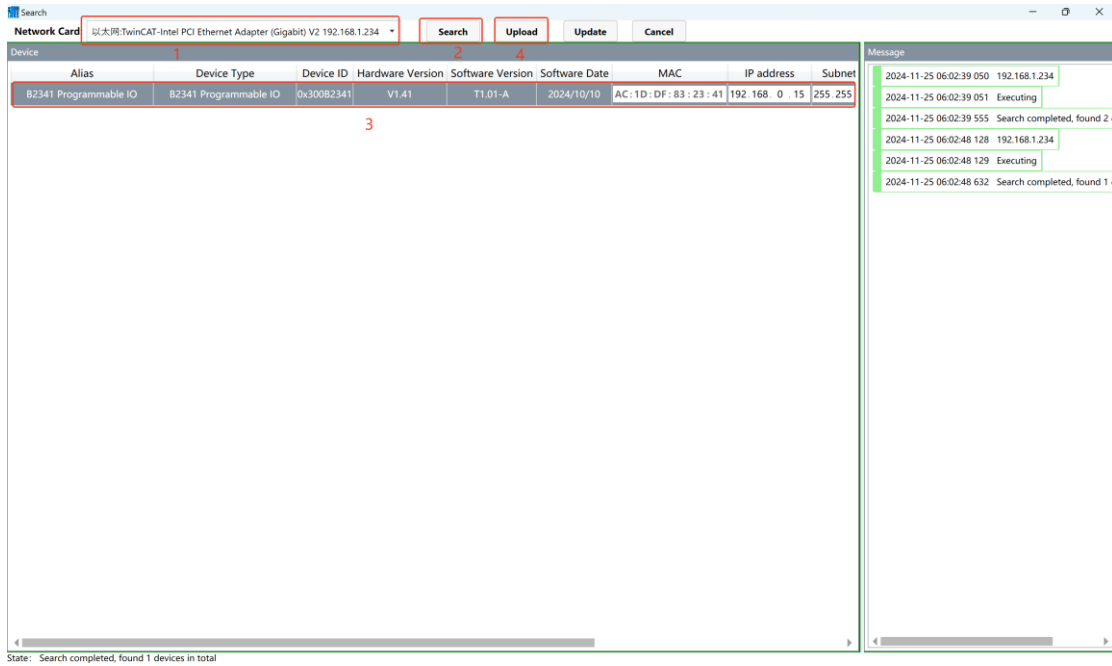 Search
Network Card 以太网:TwinCAT-Intel PCI Ethernet Adapter (Gigabit) V2 192.168.1.234 Search Upload Update Cancel
1 2 4
Device
Alias Device Type Device ID Hardware Version Software Version Software Date MAC IP address Subnet
B2341 Programmable IO B2341 Programmable IO 0x300B2341 V1.41 T1.01-A 2024/10/10 AC:1D:DF:83:23:41 192.168. 0 .15 255.255
3
Message
2024-11-25 06:02:39 050 192.168.1.234
2024-11-25 06:02:39 051 Executing
2024-11-25 06:02:39 555 Search completed, found 2
2024-11-25 06:02:48 128 192.168.1.234
2024-11-25 06:02:48 129 Executing
2024-11-25 06:02:48 632 Search completed, found 1
State: Search completed, found 1 devices in total